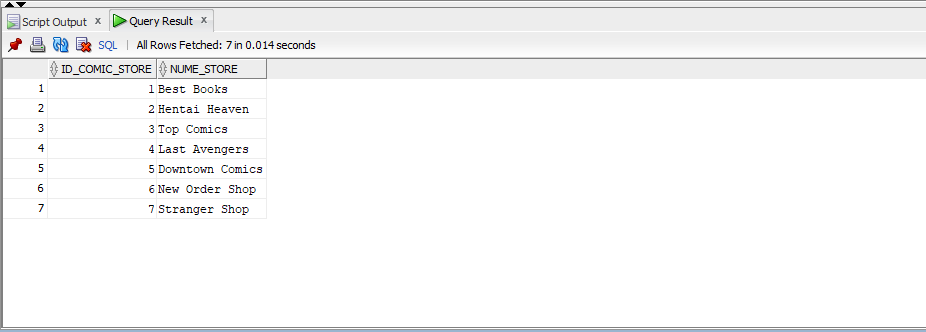 Script Output x Query Result x
SQL | All Rows Fetched: 7 in 0.014 seconds
ID_COMIC_STORE NUME_STORE
1 1 Best Books
2 2 Hentai Heaven
3 3 Top Comics
4 4 Last Avengers
5 5 Downtown Comics
6 6 New Order Shop
7 7 Stranger Shop